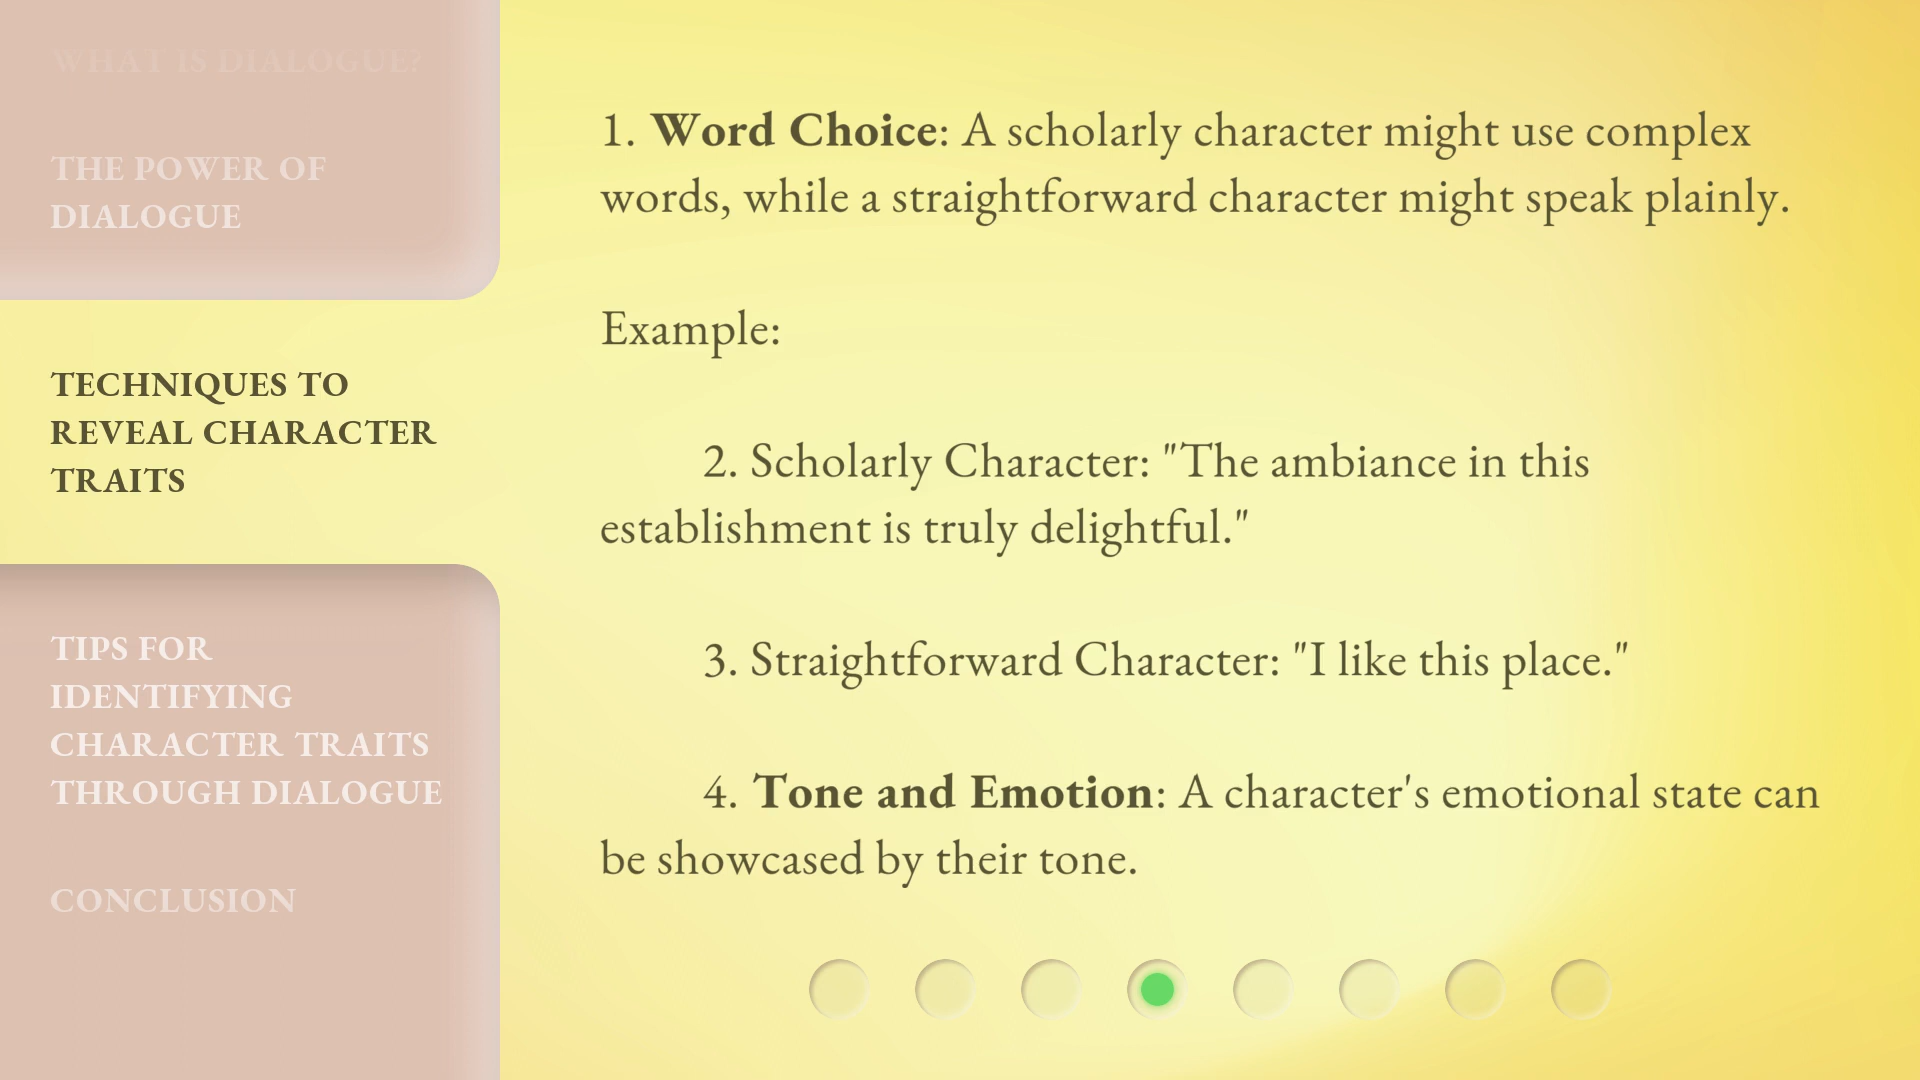 WHAT IS DIALOGUE?
THE POWER OF
DIALOGUE
TECHNIQUES TO
REVEAL CHARACTER
TRAITS
TIPS FOR
IDENTIFYING
CHARACTER TRAITS
THROUGH DIALOGUE
CONCLUSION
1. Word Choice: A scholarly character might use complex
words, while a straightforward character might speak plainly.
Example:
2. Scholarly Character: "The ambiance in this
establishment is truly delightful."
3. Straightforward Character: "I like this place."
4. Tone and Emotion: A character's emotional state can
be showcased by their tone.